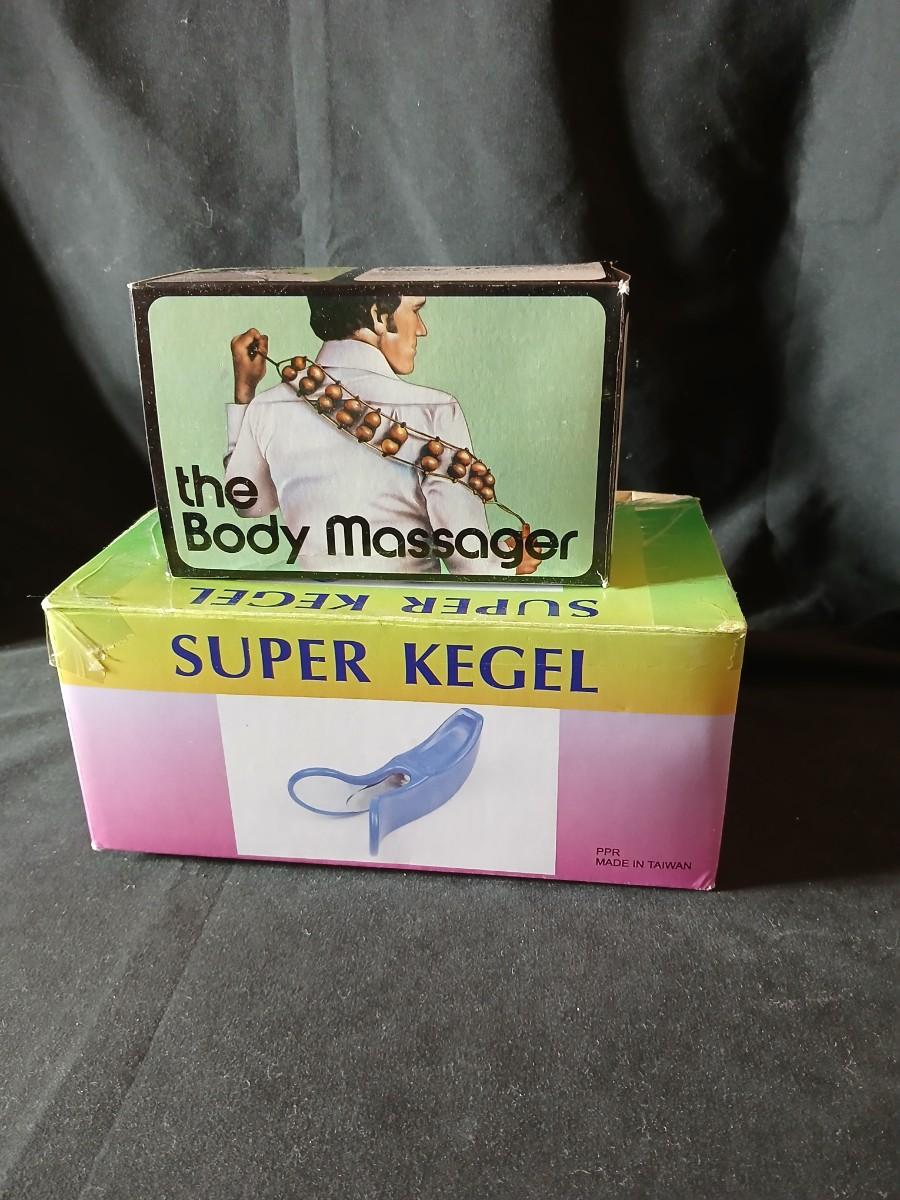 the
Body Massager
SUPER KEGEL
SUPER KEGEL
PPR
MADE IN TAIWAN